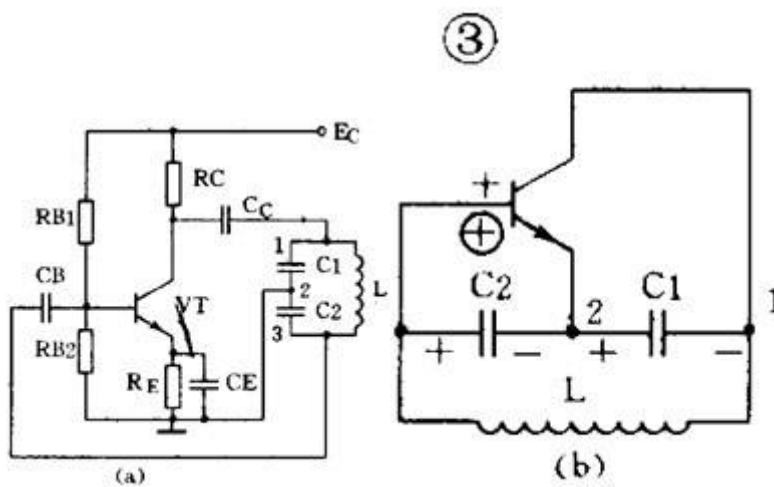 ③
EC
RC
CC
RB1
1
C1
CB
2
L
C2
VT
3
RB2
RE
CE
(a)
+
+
C2
2
C1
1
+ − + −
L
(b)